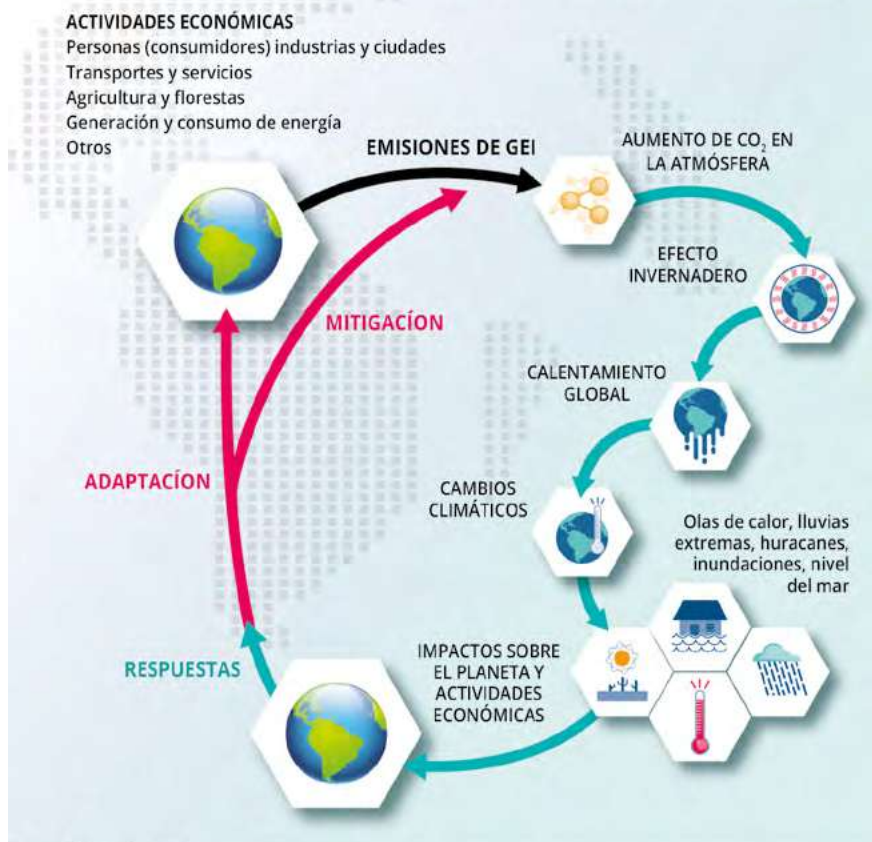 ACTIVIDADES ECONÓMICAS
Personas (consumidores) industrias y ciudades
Transportes y servicios
Agricultura y florestas
Generación y consumo de energía
Otros
EMISIONES DE GEI
AUMENTO DE CO₂ EN
LA ATMÓSFERA
EFECTO
INVERNADERO
MITIGACÍON
CALENTAMIENTO
GLOBAL
ADAPTACÍON
CAMBIOS
CLIMÁTICOS
Olas de calor, lluvias
extremas, huracanes,
inundaciones, nivel
del mar
IMPACTOS SOBRE
EL PLANETA Y
ACTIVIDADES
ECONÓMICAS
RESPUESTAS